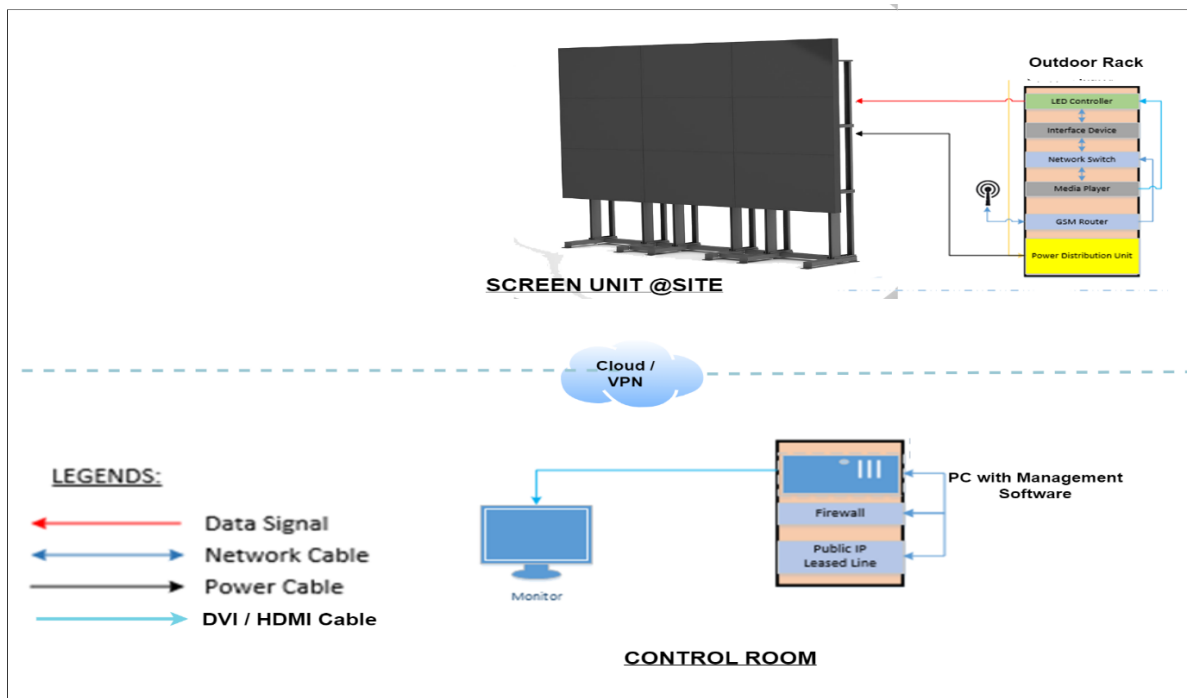 Outdoor Rack
LED Controller
Interface Device
Network Switch
Media Player
GSM Router
Power Distribution Unit
SCREEN UNIT @SITE
Cloud /
VPN
LEGENDS:
Data Signal
Network Cable
Power Cable
DVI / HDMI Cable
Monitor
PC with Management
Software
Firewall
Public IP
Leased Line
CONTROL ROOM